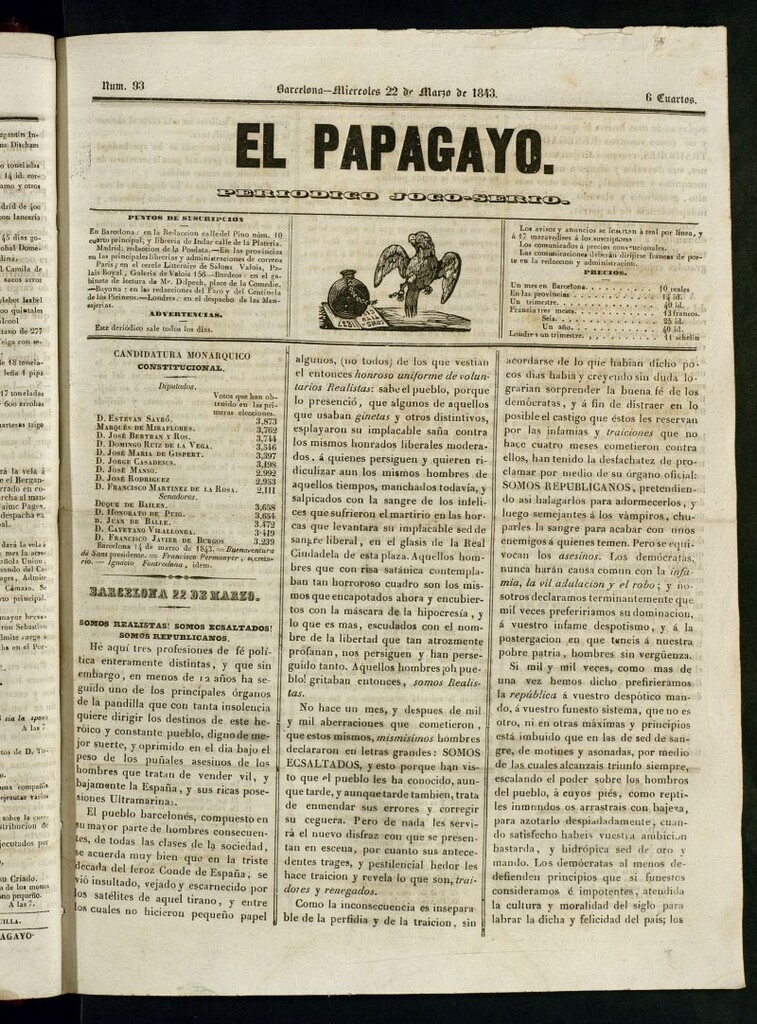 Num. 93
Barcelona—Miercoles 22 de Marzo de 1843.
6 Cuartos.
EL PAPAGAYO.
PERIODICO JOCO-SERIO.
PUNTOS DE SUSCRIPCION
En Barcelona: en la Redaccion calle del Pino núm. 10
cuarto principal; y libreria de Indar calle de la Plateria.
Madrid, redaccion de la Posdata.—En las provincias
en las principales librerias y administraciones de correos
Paris; en el cercle Littéraire de Salons Valois, Pa-
lais Royal, Galeria de Valois 156—Burdeos: en el ga-
binete de lectura de Mr. Dilpech, place de la Comedie.
—Bayona: en las redacciones del Faro y del Centinela
de los Pirineos.—Londres: en el despacho de las Men-
sajerias.
ADVERTENCIAS.
Este deriódico sale todos los dias.
Los avisos y anuncios se insertan á real por línea, y
á 17 maravedises á los suscriptores
Los comunicados á precios convencionales.
Las comunicaciones deberán dirijirse francas de por-
te en la redaccion y administracion.
PRECIOS.
Un mes en Barcelona. 10 reales
En las provincias 14 id.
Un trimestre. 40 id.
Francia tres meses. 13 francos.
Seis. 25 id.
Un año. 40 id.
Londres un trimestre. 11 schelin
CANDIDATURA MONARQUICO
CONSTITUCIONAL.
Diputados.
Votos que han ob-
tenido en las pri-
meras elecciones.
D. Estevan Sayró. 3,873
Marqués de Miraflores. 3,762
D. José Bertran y Ros. 3,744
D. Domingo Ruiz de la Vega. 3,546
D. José Maria de Gispert. 3,397
D. Jorge Casadesus. 3,198
D. José Manso. 2,992
D. José Rodriguez 2,953
D. Francisco Martinez de la Rosa. 2,111
Senadores.
Duque de Bailen. 3,658
D. Honorato de Puig. 3,654
D. Juan de Balle. 3,472
D. Cayetano Vilallonga. 3,419
D. Francisco Javier de Burgos 3,239
Barcelona 14 de marzo de 1843.—Buenaventura
de Sans presidente.—Francisco Permanyer, secreta-
rio.—Ignacio Fontrodona, idem.
BARCELONA 22 DE MARZO.
SOMOS REALISTAS! SOMOS ECSALTADOS!
SOMOS REPUBLICANOS.
Hé aquí tres profesiones de fé polí-
tica enteramente distintas, y que sin
embargo, en menos de 12 años ha se-
guido uno de los principales órganos
de la pandilla que con tanta insolencia
quiere dirigir los destinos de este he-
róico y constante pueblo, digno de me-
jor suerte, y oprimido en el dia bajo el
peso de los puñales asesinos de los
hombres que tratan de vender vil, y
bajamente la España, y sus ricas pose-
siones Ultramarinas.
El pueblo barcelonés, compuesto en
su mayor parte de hombres consecuen-
tes, de todas las clases de la sociedad,
se acuerda muy bien que en la triste
década del feroz Conde de España, se
vió insultado, vejado y escarnecido por
los satélites de aquel tirano, y entre
los cuales no hicieron pequeño papel
algunos, (no todos) de los que vestian
el entonces honroso uniforme de volun-
tarios Realistas: sabe el pueblo, porque
lo presenció, que algunos de aquellos
que usaban ginetas y otros distintivos,
esplayaron su implacable saña contra
los mismos honrados liberales modera-
dos, á quienes persiguen y quieren ri-
diculizar aun los mismos hombres de
aquellos tiempos, manchados todavía, y
salpicados con la sangre de los infelices
que sufrieron el martirio en las hor-
cas que levantara su implacable sed de
sangre liberal, en el glasis de la Real
Ciudadela de esta plaza. Aquellos hom-
bres que con risa satánica contempla-
ban tan horroroso cuadro son los mis-
mos que encapotados ahora y encubier-
tos con la máscara de la hipocresía, y
lo que es mas, escudados con el nom-
bre de la libertad que tan atrozmente
profanan, nos persiguen y han perse-
guido tanto. Aquellos hombres ¡oh pue-
blo! gritaban entonces, somos Realis-
tas.
No hace un mes, y despues de mil
y mil aberraciones que cometieron,
que estos mismos, mismisimos hombres
declararon en letras grandes: SOMOS
ECSALTADOS, y esto porque han vis-
to que el pueblo les ha conocido, aun-
que tarde, y aunque tarde tambien, trata
de enmendar sus errores y corregir
su ceguera. Pero de nada les servi-
rá el nuevo disfraz con que se presen-
tan en escena, por cuanto sus antece-
dentes trages, y pestilencial hedor les
hace traicion y revela lo que son, trai-
dores y renegados.
Como la inconsecuencia es insepara-
ble de la perfidia y de la traicion, sin
acordarse de lo que habian dicho po-
cos dias habia y creyendo sin duda lo-
grarian sorprender la buena fé de los
demócratas, y á fin de distraer en lo
posible el castigo que éstos les reservan
por las infamias y traiciones que no
hace cuatro meses cometieron contra
ellos, han tenido la desfachatez de pro-
clamar por medio de su órgano oficial:
SOMOS REPUBLICANOS, pretendien-
do asi halagarlos para adormecerlos, y
luego semejantes á los vámpiros, chu-
parles la sangre para acabar con unos
enemigos á quienes temen. Pero se equi-
vocan los asesinos. Los demócratas,
nunca harán causa comun con la infa-
mia, la vil adulacion y el robo; y no-
sotros declaramos terminantemente que
mil veces prefeririamos su dominacion,
á vuestro infame despotismo, y á la
postergacion en que teneis á nuestra
pobre patria, hombres sin vergüenza.
Si mil y mil veces, como mas de
una vez hemos dicho prefirieramos
la república á vuestro despótico man-
do, á vuestro funesto sistema, que no es
otro, ni en otras máximas y principios
está imbuido que en las de sed de san-
gre, de motines y asonadas, por medio
de las cuales alcanzais triunfo siempre,
escalando el poder sobre los hombros
del pueblo, á cuyos piés, como repti-
les inmundos os arrastrais con bajeza,
para azotarlo despiadadamente, cuan-
do satisfecho habeis vuestra ambicion
bastarda, y hidrópica sed de oro y
mando. Los demócratas al menos de-
defienden principios que si funestos
consideramos é impotentes, atendida
la cultura y moralidad del siglo para
labrar la dicha y felicidad del país; los